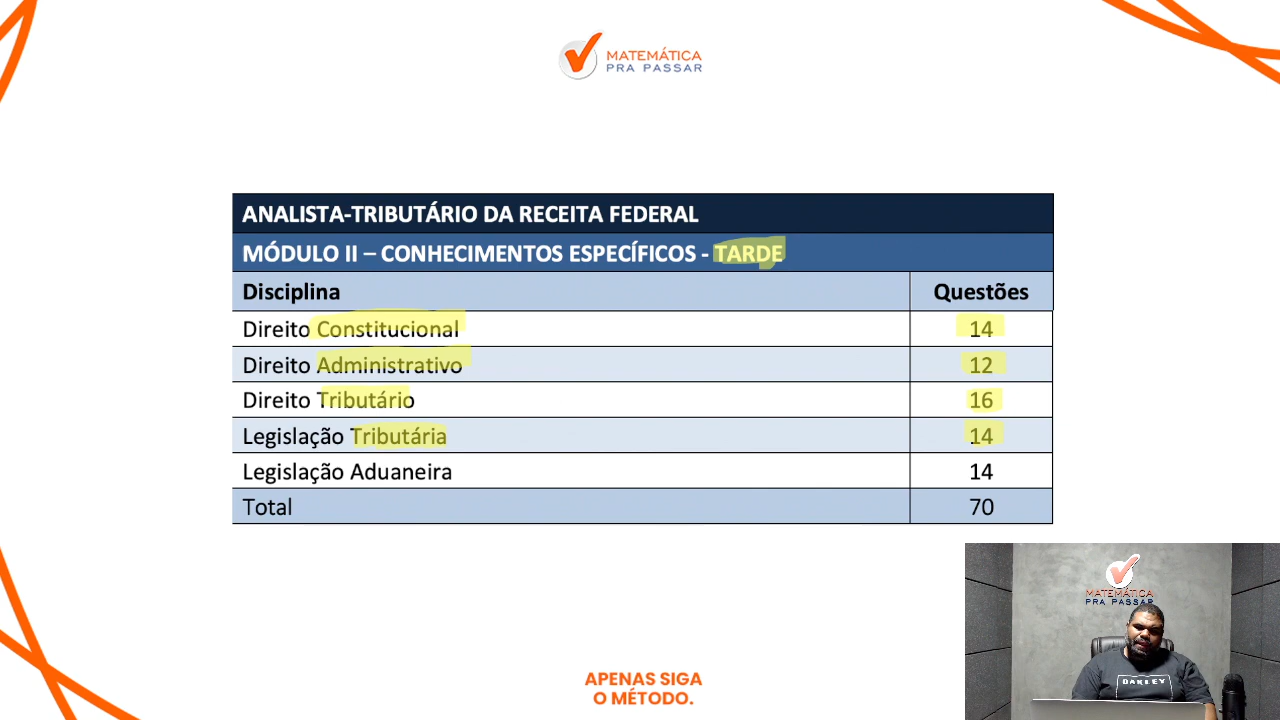 MATEMÁTICA
PRA PASSAR
ANALISTA-TRIBUTÁRIO DA RECEITA FEDERAL
MÓDULO II – CONHECIMENTOS ESPECÍFICOS - TARDE
Disciplina Questões
Direito Constitucional 14
Direito Administrativo 12
Direito Tributário 16
Legislação Tributária 14
Legislação Aduaneira 14
Total 70
MATEMÁTICA
PRA PASSAR
OAKLEY
APENAS SIGA
O MÉTODO.